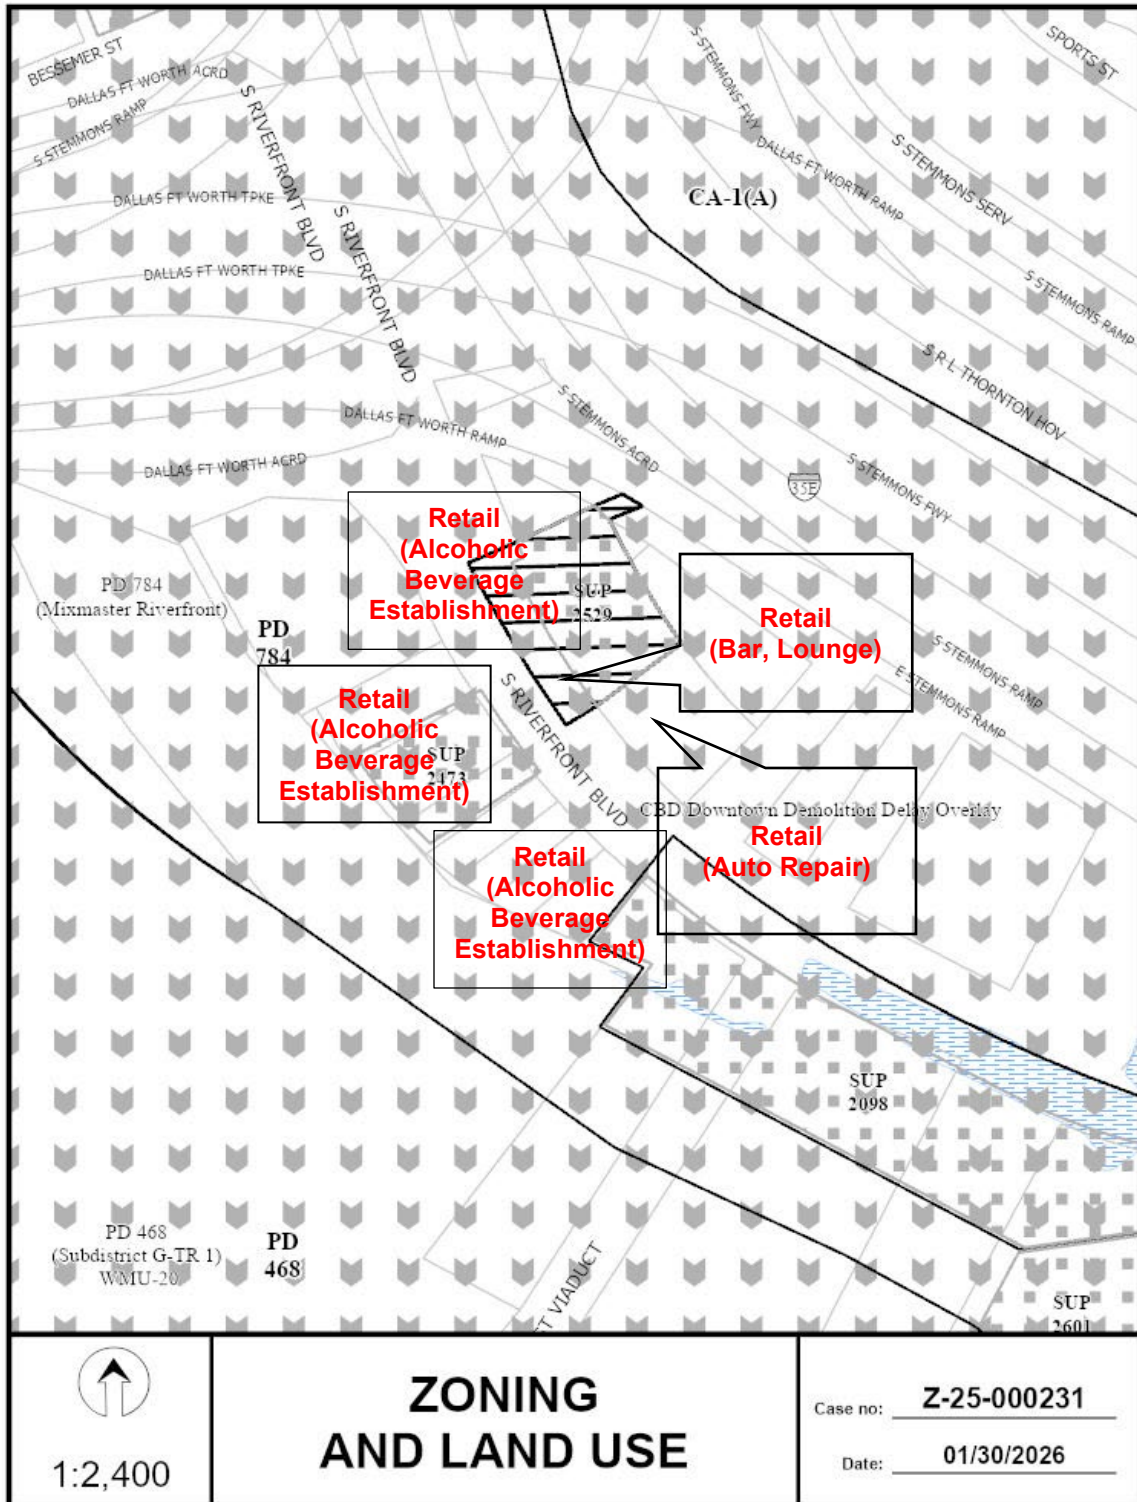 BESSEMER ST
DALLAS FT WORTH ACRD
S STEMMONS RAMP
S RIVERFRONT BLVD
DALLAS FT WORTH TPKE
S RIVERFRONT BLVD
DALLAS FT WORTH TPKE
S STEMMONS FWY
SPORTS ST
DALLAS FT WORTH RAMP
S STEMMONS SERV
CA-1(A)
S STEMMONS RAMP
S R L THORNTON HOV
S STEMMONS ACRD
DALLAS FT WORTH RAMP
DALLAS FT WORTH ACRD
S STEMMONS FWY
35E
Retail
(Alcoholic
Beverage
Establishment)
SUP
2529
PD 784
(Mixmaster Riverfront)
PD
784
Retail
(Bar, Lounge)
S STEMMONS RAMP
E STEMMONS RAMP
Retail
(Alcoholic
Beverage
Establishment)
SUP
2473
S RIVERFRONT BLVD
CBD Downtown Demolition Delay Overlay
Retail
(Auto Repair)
Retail
(Alcoholic
Beverage
Establishment)
SUP
2098
PD 468
(Subdistrict G-TR 1)
WMU-20
PD
468
ST VIADUCT
SUP
2601
1:2,400
ZONING
AND LAND USE
Case no: Z-25-000231
Date: 01/30/2026